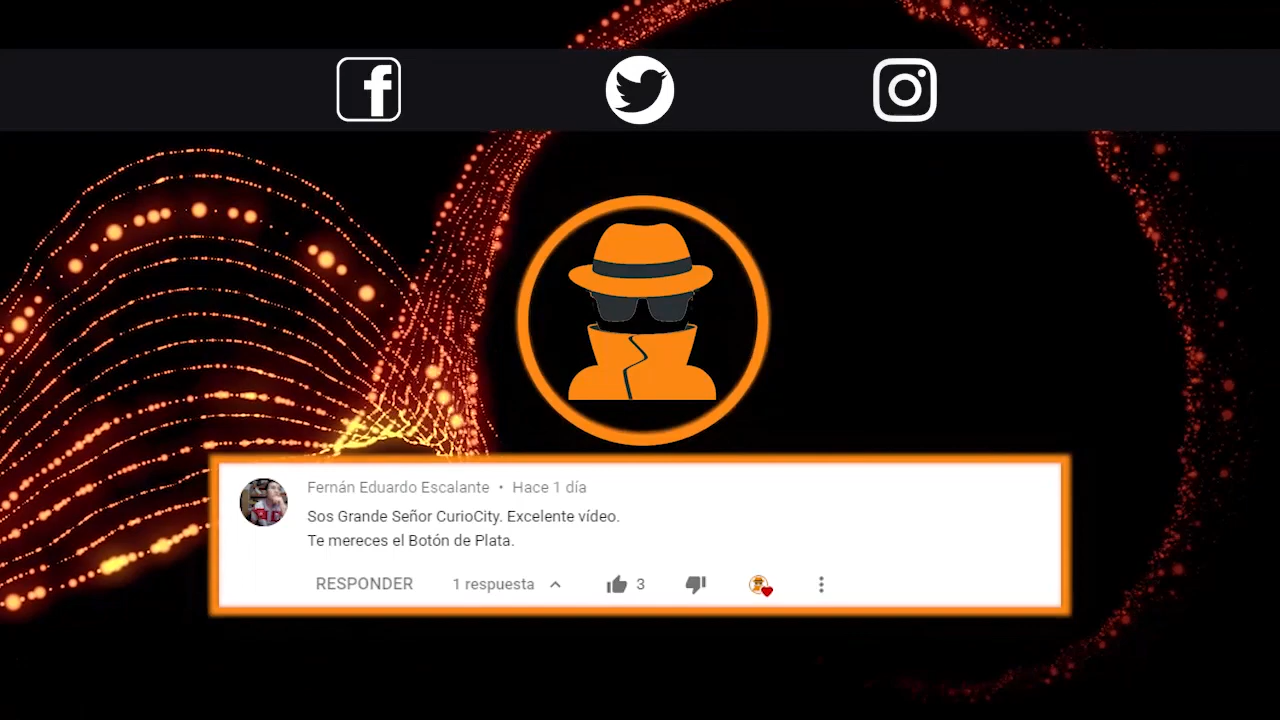 Fernán Eduardo Escalante • Hace 1 día
Sos Grande Señor CurioCity. Excelente vídeo.
Te mereces el Botón de Plata.
RESPONDER 1 respuesta 3